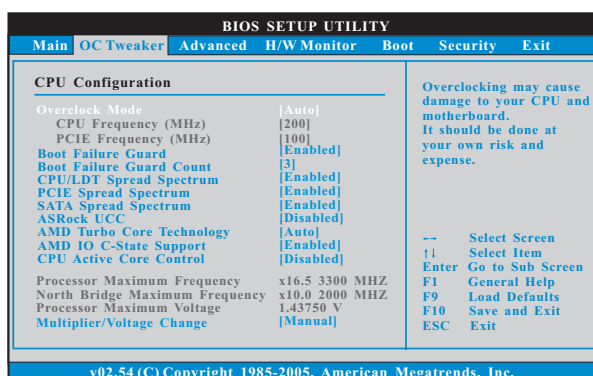 BIOS SETUP UTILITY
Main OC Tweaker Advanced H/W Monitor Boot Security Exit
CPU Configuration
Overclock Mode [Auto]
CPU Frequency (MHz) [200]
PCIE Frequency (MHz) [100]
Boot Failure Guard [Enabled]
Boot Failure Guard Count [3]
CPU/LDT Spread Spectrum [Enabled]
PCIE Spread Spectrum [Enabled]
SATA Spread Spectrum [Enabled]
ASRock UCC [Disabled]
AMD Turbo Core Technology [Auto]
AMD IO C-State Support [Enabled]
CPU Active Core Control [Disabled]
Processor Maximum Frequency x16.5 3300 MHZ
North Bridge Maximum Frequency x10.0 2000 MHZ
Processor Maximum Voltage 1.43750 V
Multiplier/Voltage Change [Manual]
Overclocking may cause
damage to your CPU and
motherboard.
It should be done at
your own risk and
expense.
←→ Select Screen
↑↓ Select Item
Enter Go to Sub Screen
F1 General Help
F9 Load Defaults
F10 Save and Exit
ESC Exit
v02.54 (C) Copyright 1985-2005, American Megatrends, Inc.